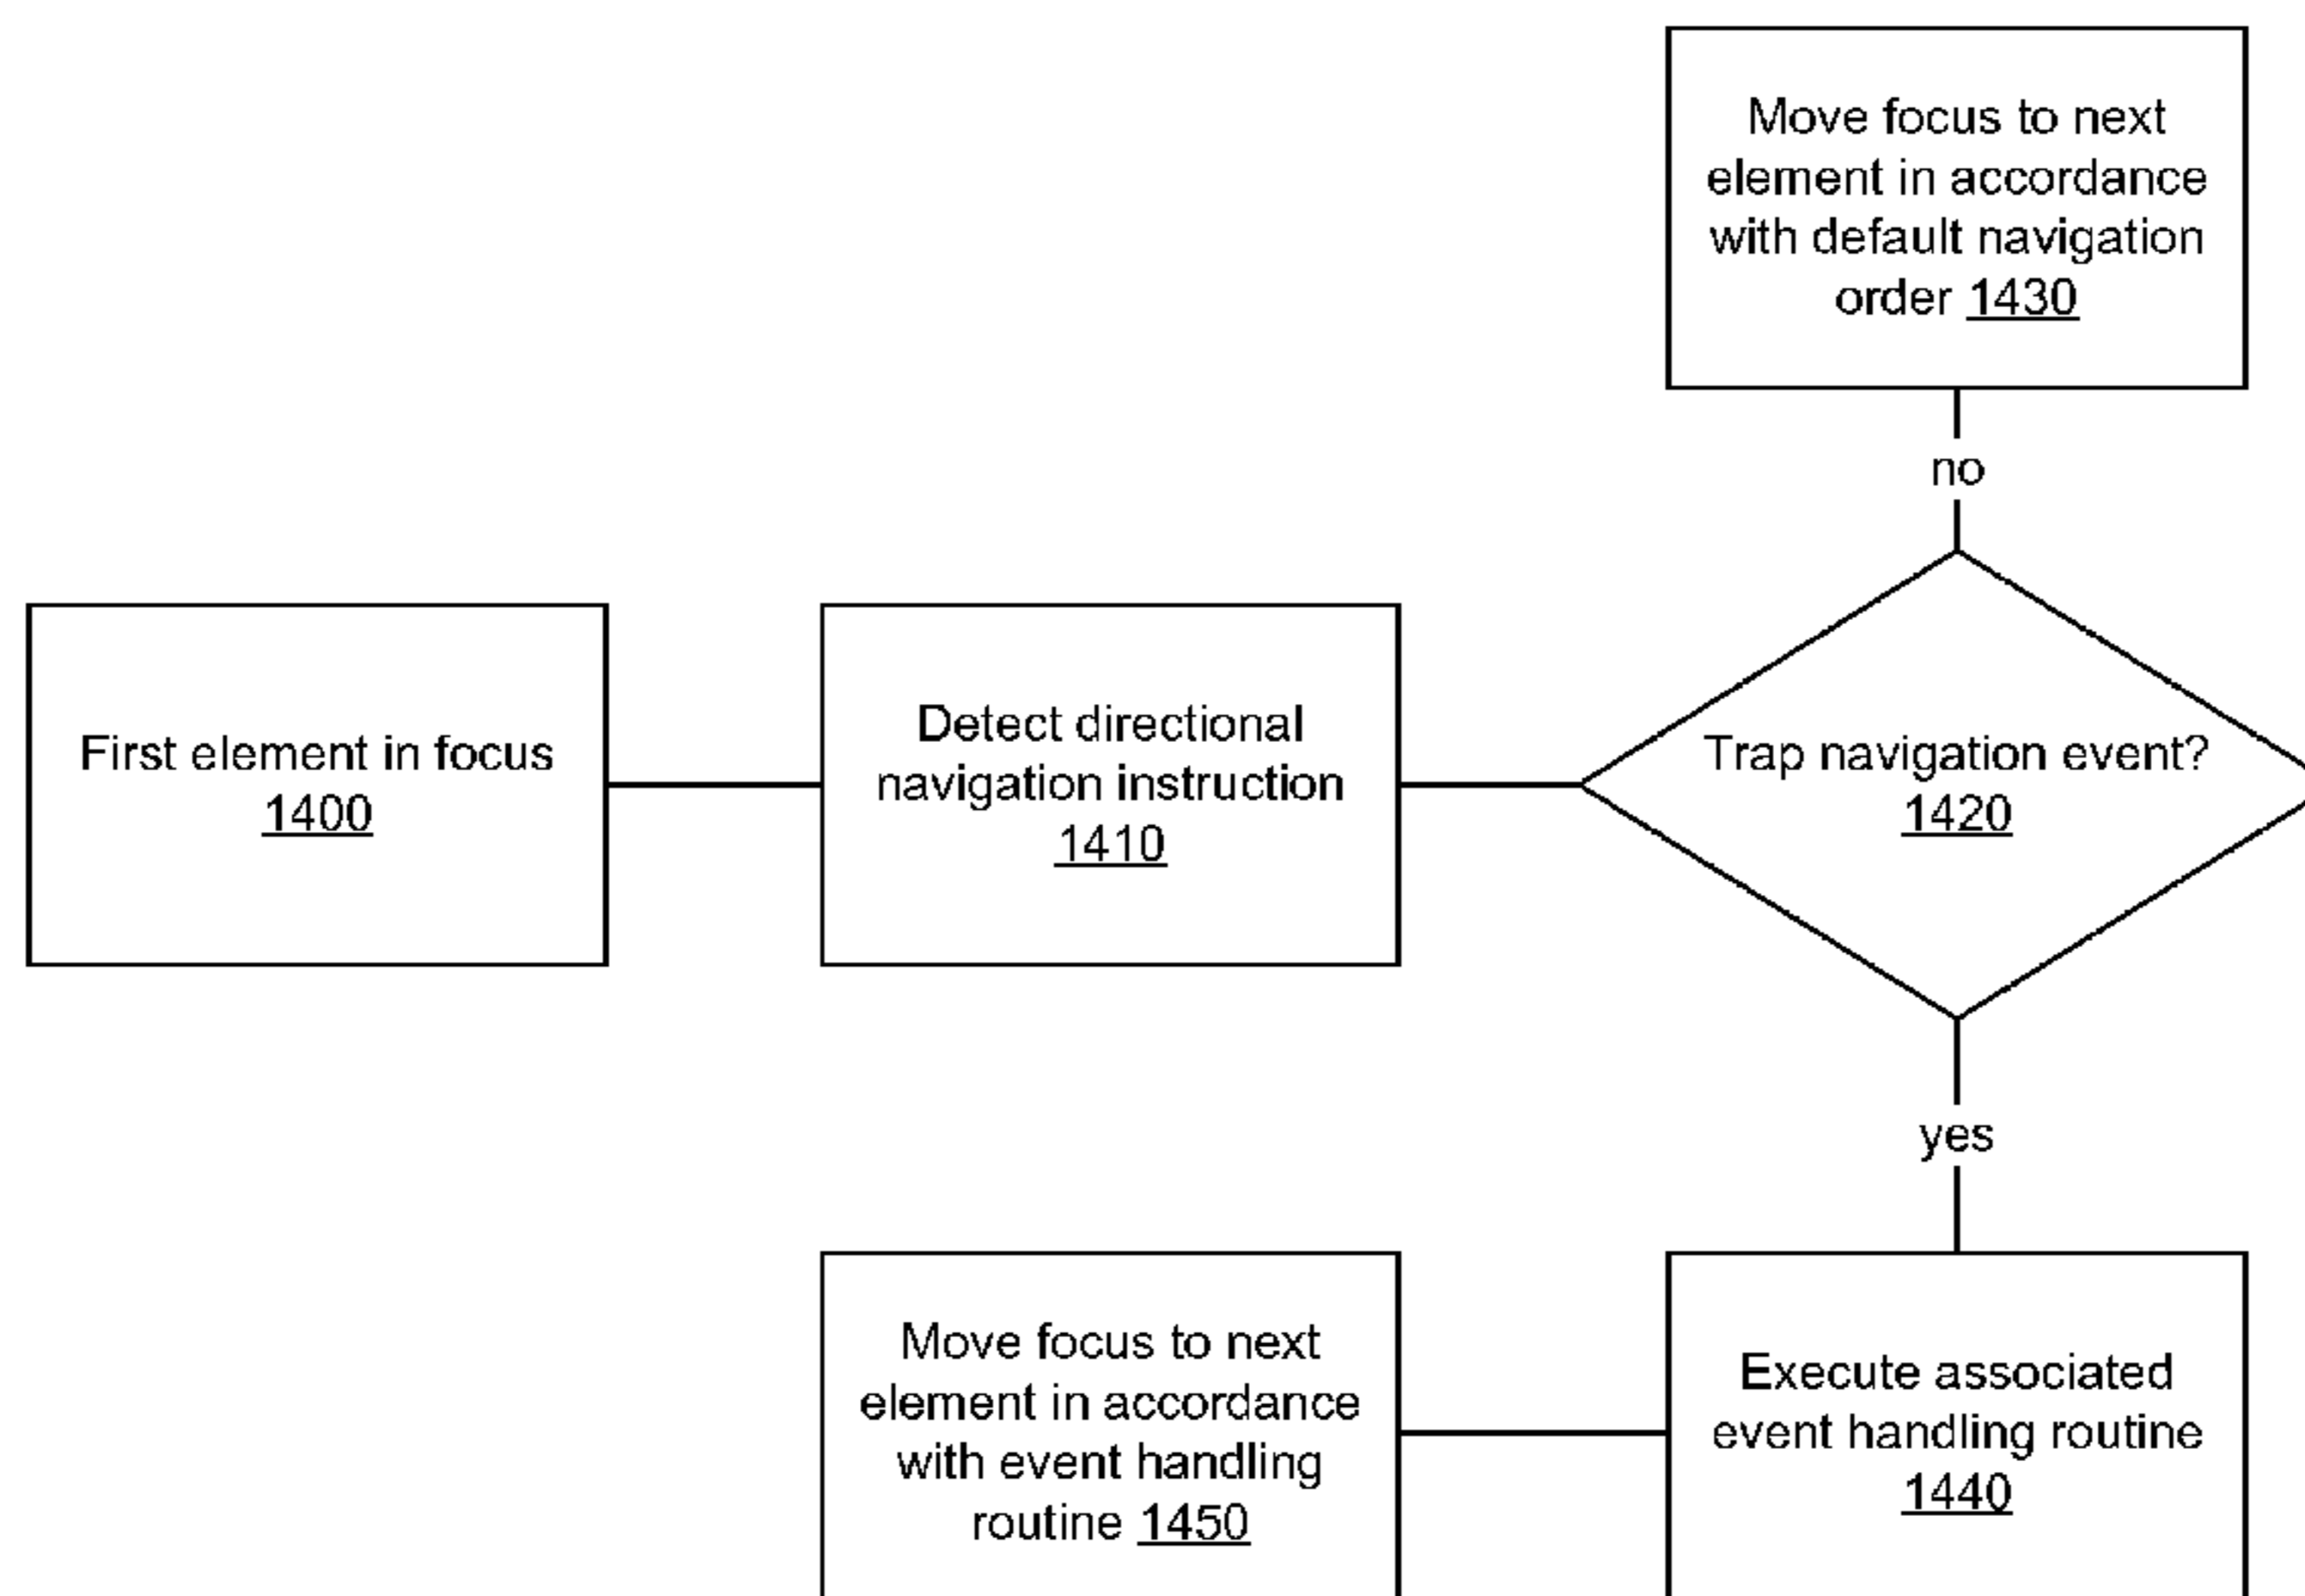 Move focus to next
element in accordance
with default navigation
order 1430
no
First element in focus
1400
Detect directional
navigation instruction
1410
Trap navigation event?
1420
yes
Move focus to next
element in accordance
with event handling
routine 1450
Execute associated
event handling routine
1440